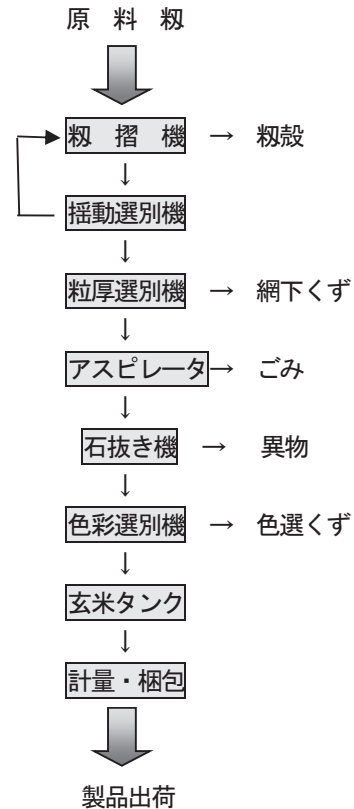 原 料 籾
籾 摺 機 → 籾殻
↓
揺動選別機
↓
粒厚選別機 → 網下くず
↓
アスピレータ→ ごみ
↓
石抜き機 → 異物
↓
色彩選別機 → 色選くず
↓
玄米タンク
↓
計量・梱包
製品出荷